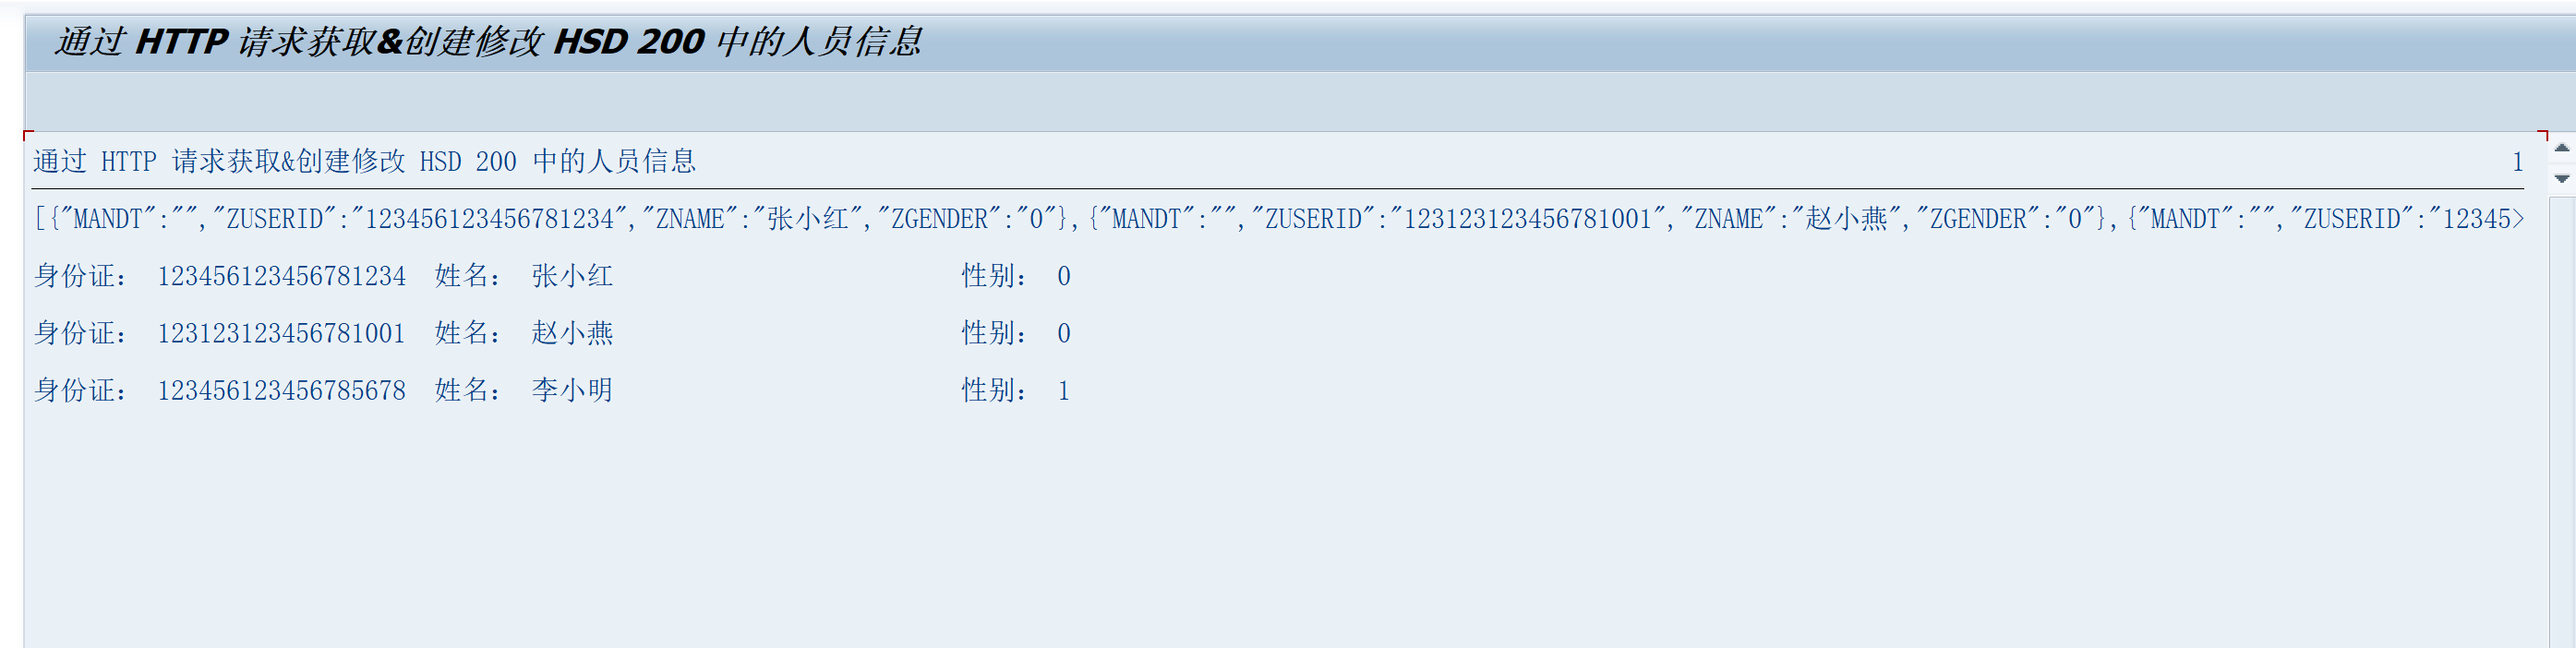 通过 HTTP 请求获取&创建修改 HSD 200 中的人员信息
通过 HTTP 请求获取&创建修改 HSD 200 中的人员信息 1
[{"MANDT":"","ZUSERID":"123456123456781234","ZNAME":"张小红","ZGENDER":"0"},{"MANDT":"","ZUSERID":"123123123456781001","ZNAME":"赵小燕","ZGENDER":"0"},{"MANDT":"","ZUSERID":"12345>
身份证： 123456123456781234 姓名： 张小红 性别： 0
身份证： 123123123456781001 姓名： 赵小燕 性别： 0
身份证： 123456123456785678 姓名： 李小明 性别： 1